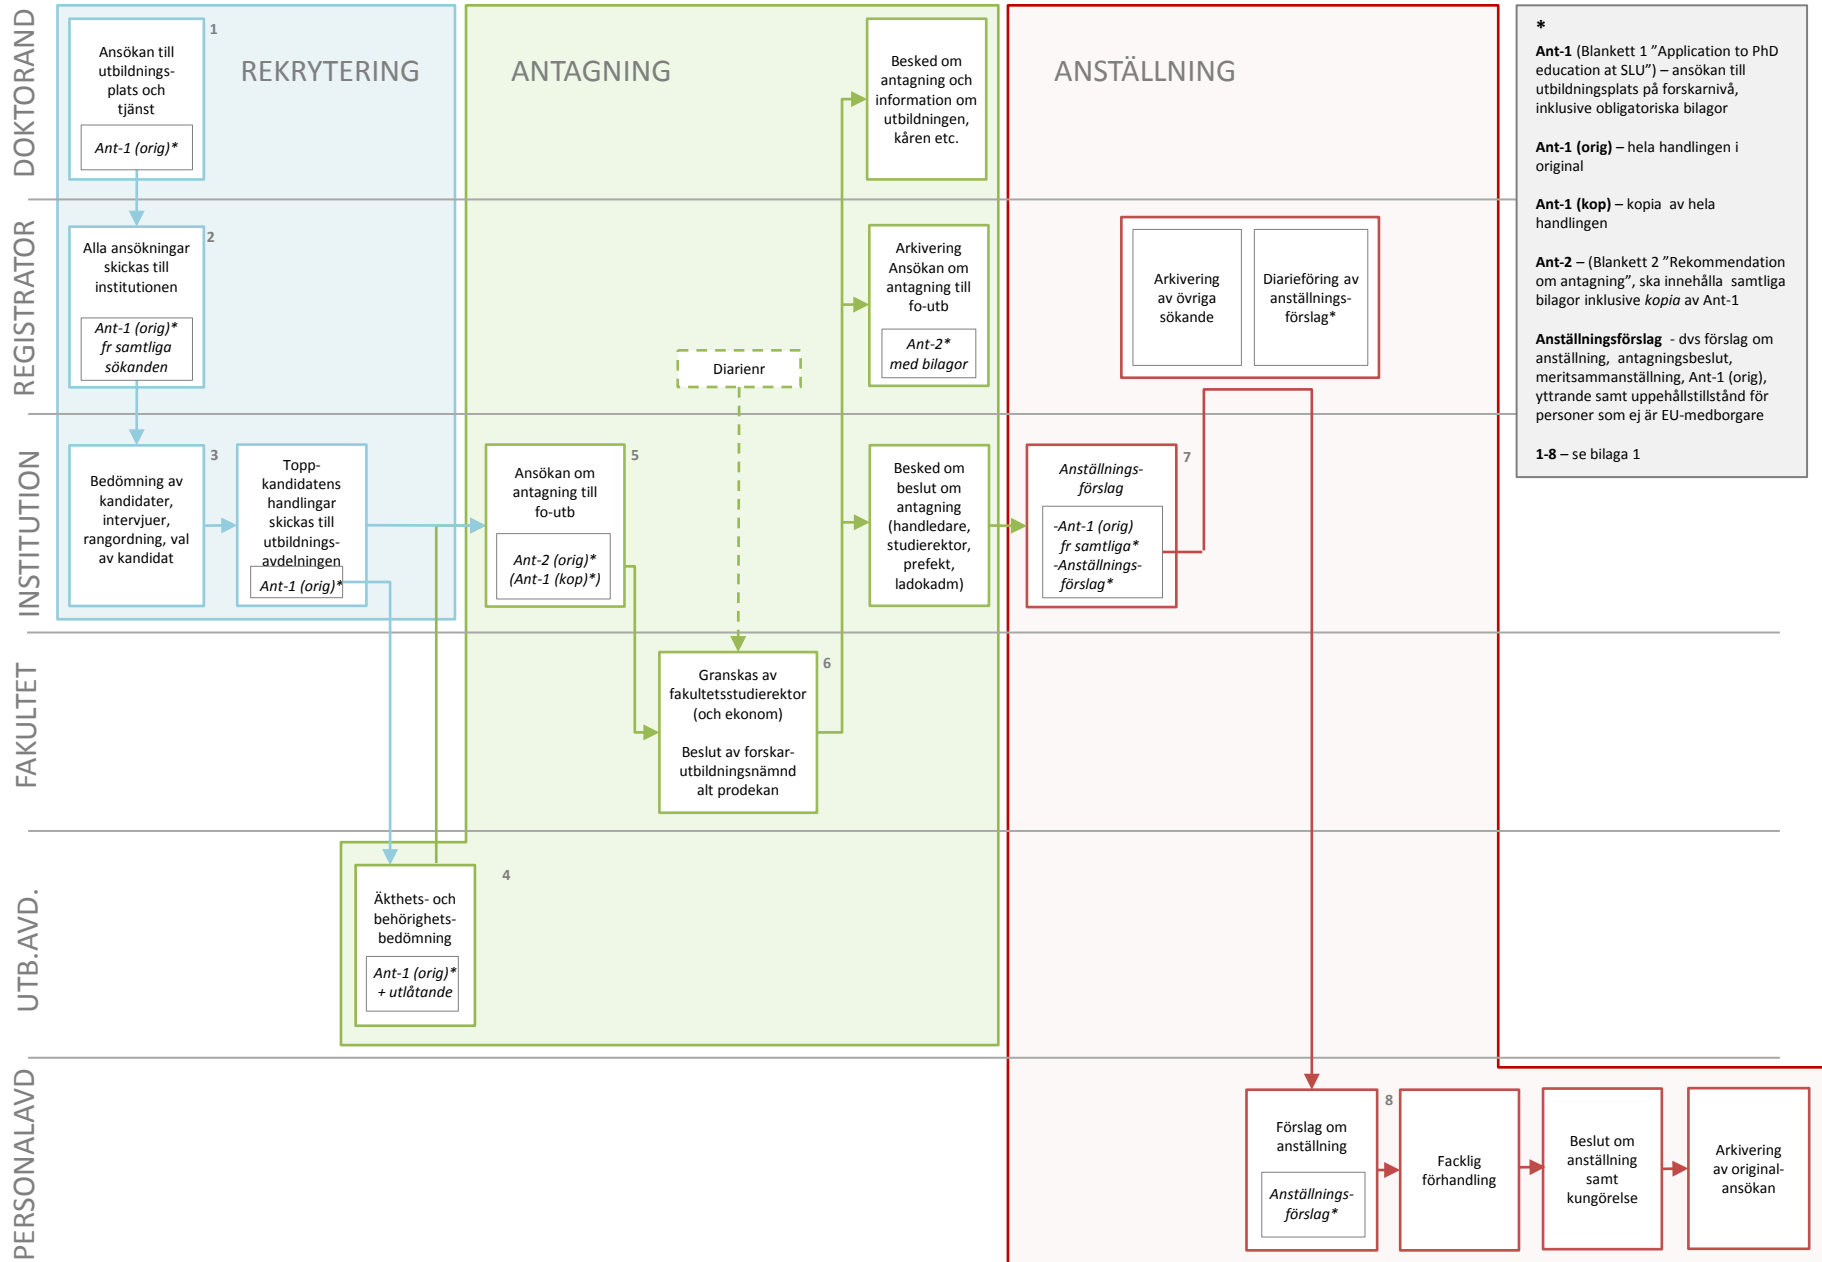 DOKTORAND
REGISTRATOR
INSTITUTION
FAKULTET
UTB.AVD.
PERSONALAVD
REKRYTERING
ANTAGNING
ANSTÄLLNING
1
Ansökan till
utbildnings-
plats och
tjänst
Ant-1 (orig)*
2
Alla ansökningar
skickas till
institutionen
Ant-1 (orig)*
fr samtliga
sökanden
3
Bedömning av
kandidater,
intervjuer,
rangordning, val
av kandidat
Topp-
kandidatens
handlingar
skickas till
utbildnings-
avdelningen
Ant-1 (orig)*
4
Äkthets- och
behörighets-
bedömning
Ant-1 (orig)*
+ utlåtande
5
Ansökan om
antagning till
fo-utb
Ant-2 (orig)*
(Ant-1 (kop)*)
Diarienr
6
Granskas av
fakultetsstudierektor
(och ekonom)
Beslut av forskar-
utbildningsnämnd
alt prodekan
Besked om
antagning och
information om
utbildningen,
kåren etc.
Arkivering
Ansökan om
antagning till
fo-utb
Ant-2*
med bilagor
Besked om
beslut om
antagning
(handledare,
studierektor,
prefekt,
ladokadm)
7
Anställnings-
förslag
-Ant-1 (orig)
fr samtliga*
-Anställnings-
förslag*
Arkivering
av övriga
sökande
Diarieföring av
anställnings-
förslag*
8
Förslag om
anställning
Anställnings-
förslag*
Facklig
förhandling
Beslut om
anställning
samt
kungörelse
Arkivering
av original-
ansökan
*
Ant-1 (Blankett 1 ”Application to PhD
education at SLU”) – ansökan till
utbildningsplats på forskarnivå,
inklusive obligatoriska bilagor
Ant-1 (orig) – hela handlingen i
original
Ant-1 (kop) – kopia av hela
handlingen
Ant-2 – (Blankett 2 ”Rekommendation
om antagning”, ska innehålla samtliga
bilagor inklusive kopia av Ant-1
Anställningsförslag - dvs förslag om
anställning, antagningsbeslut,
meritsammanställning, Ant-1 (orig),
yttrande samt uppehållstillstånd för
personer som ej är EU-medborgare
1-8 – se bilaga 1